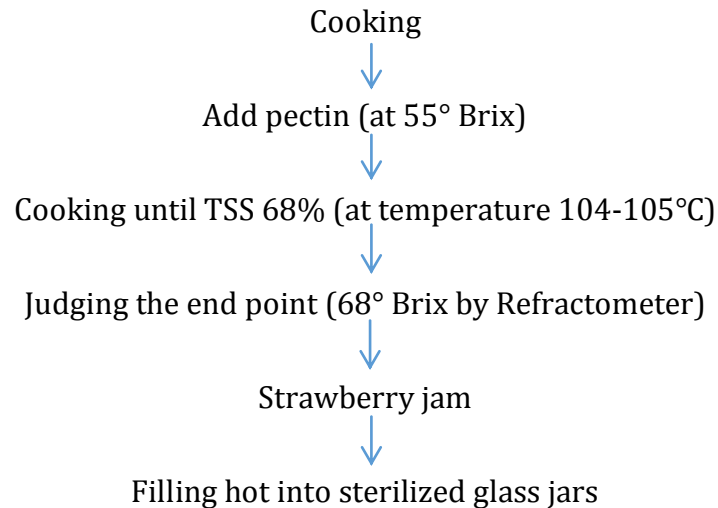 Cooking
Add pectin (at 55° Brix)
Cooking until TSS 68% (at temperature 104-105°C)
Judging the end point (68° Brix by Refractometer)
Strawberry jam
Filling hot into sterilized glass jars